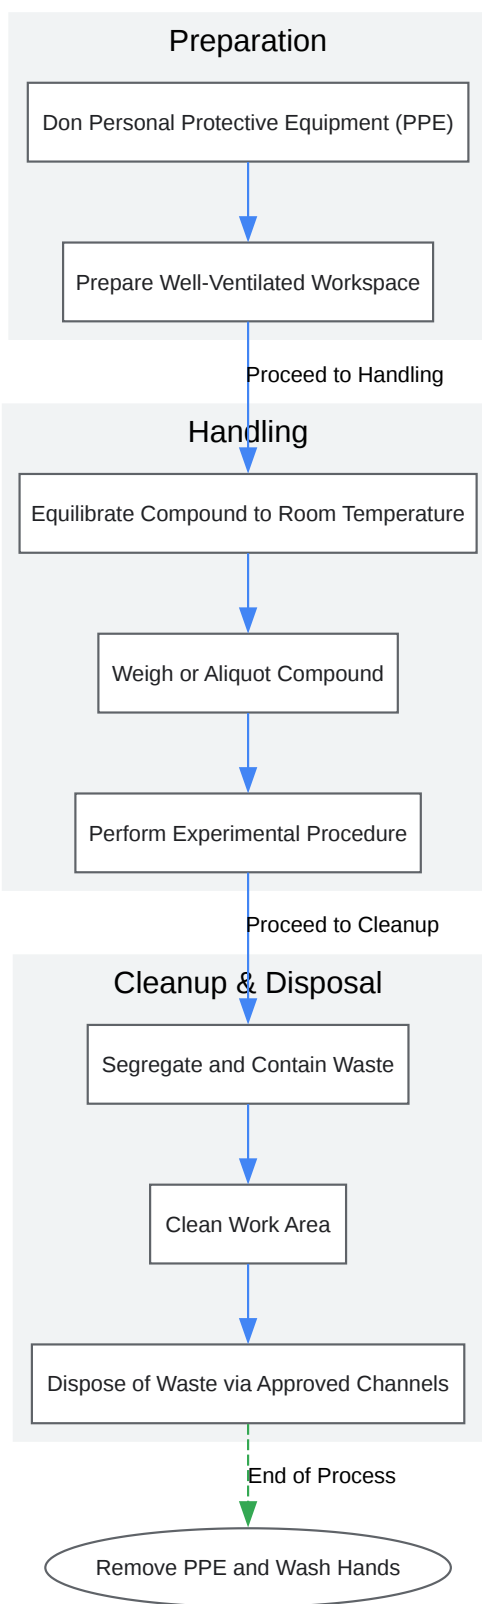 Preparation
Don Personal Protective Equipment (PPE)
Prepare Well-Ventilated Workspace
Proceed to Handling
Handling
Equilibrate Compound to Room Temperature
Weigh or Aliquot Compound
Perform Experimental Procedure
Proceed to Cleanup
Cleanup & Disposal
Segregate and Contain Waste
Clean Work Area
Dispose of Waste via Approved Channels
End of Process
Remove PPE and Wash Hands